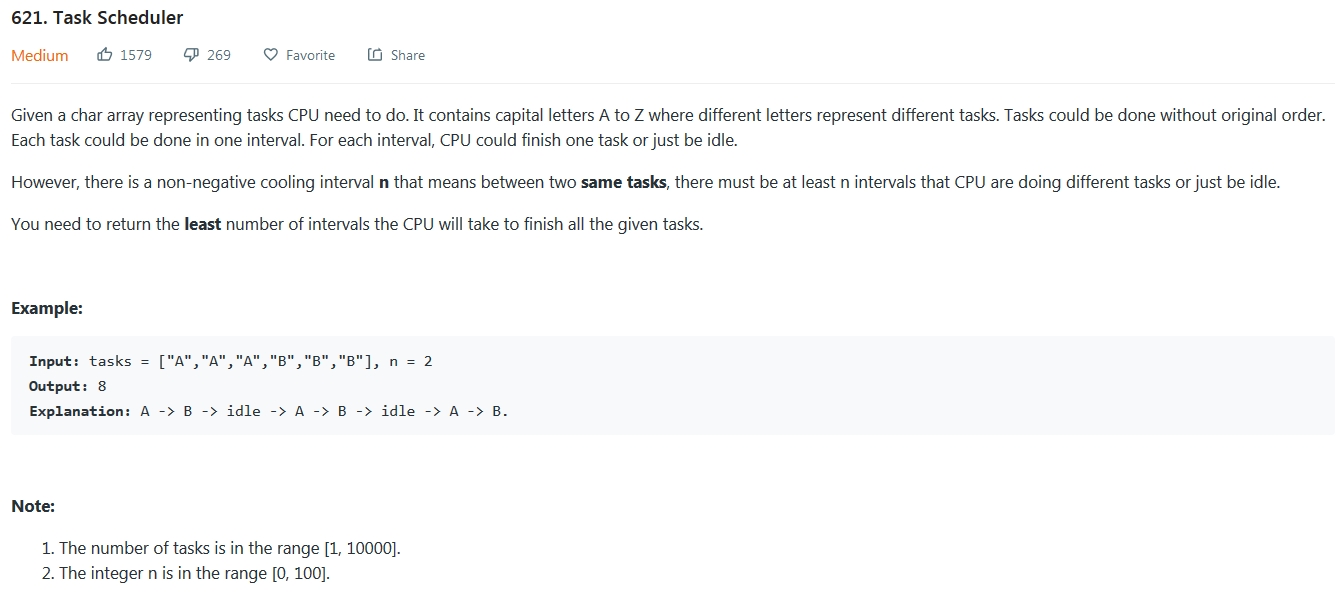 621. Task Scheduler
Medium 1579 269 Favorite Share
Given a char array representing tasks CPU need to do. It contains capital letters A to Z where different letters represent different tasks. Tasks could be done without original order.
Each task could be done in one interval. For each interval, CPU could finish one task or just be idle.
However, there is a non-negative cooling interval n that means between two same tasks, there must be at least n intervals that CPU are doing different tasks or just be idle.
You need to return the least number of intervals the CPU will take to finish all the given tasks.
Example:
Input: tasks = ["A","A","A","B","B","B"], n = 2
Output: 8
Explanation: A -> B -> idle -> A -> B -> idle -> A -> B.
Note:
1. The number of tasks is in the range [1, 10000].
2. The integer n is in the range [0, 100].